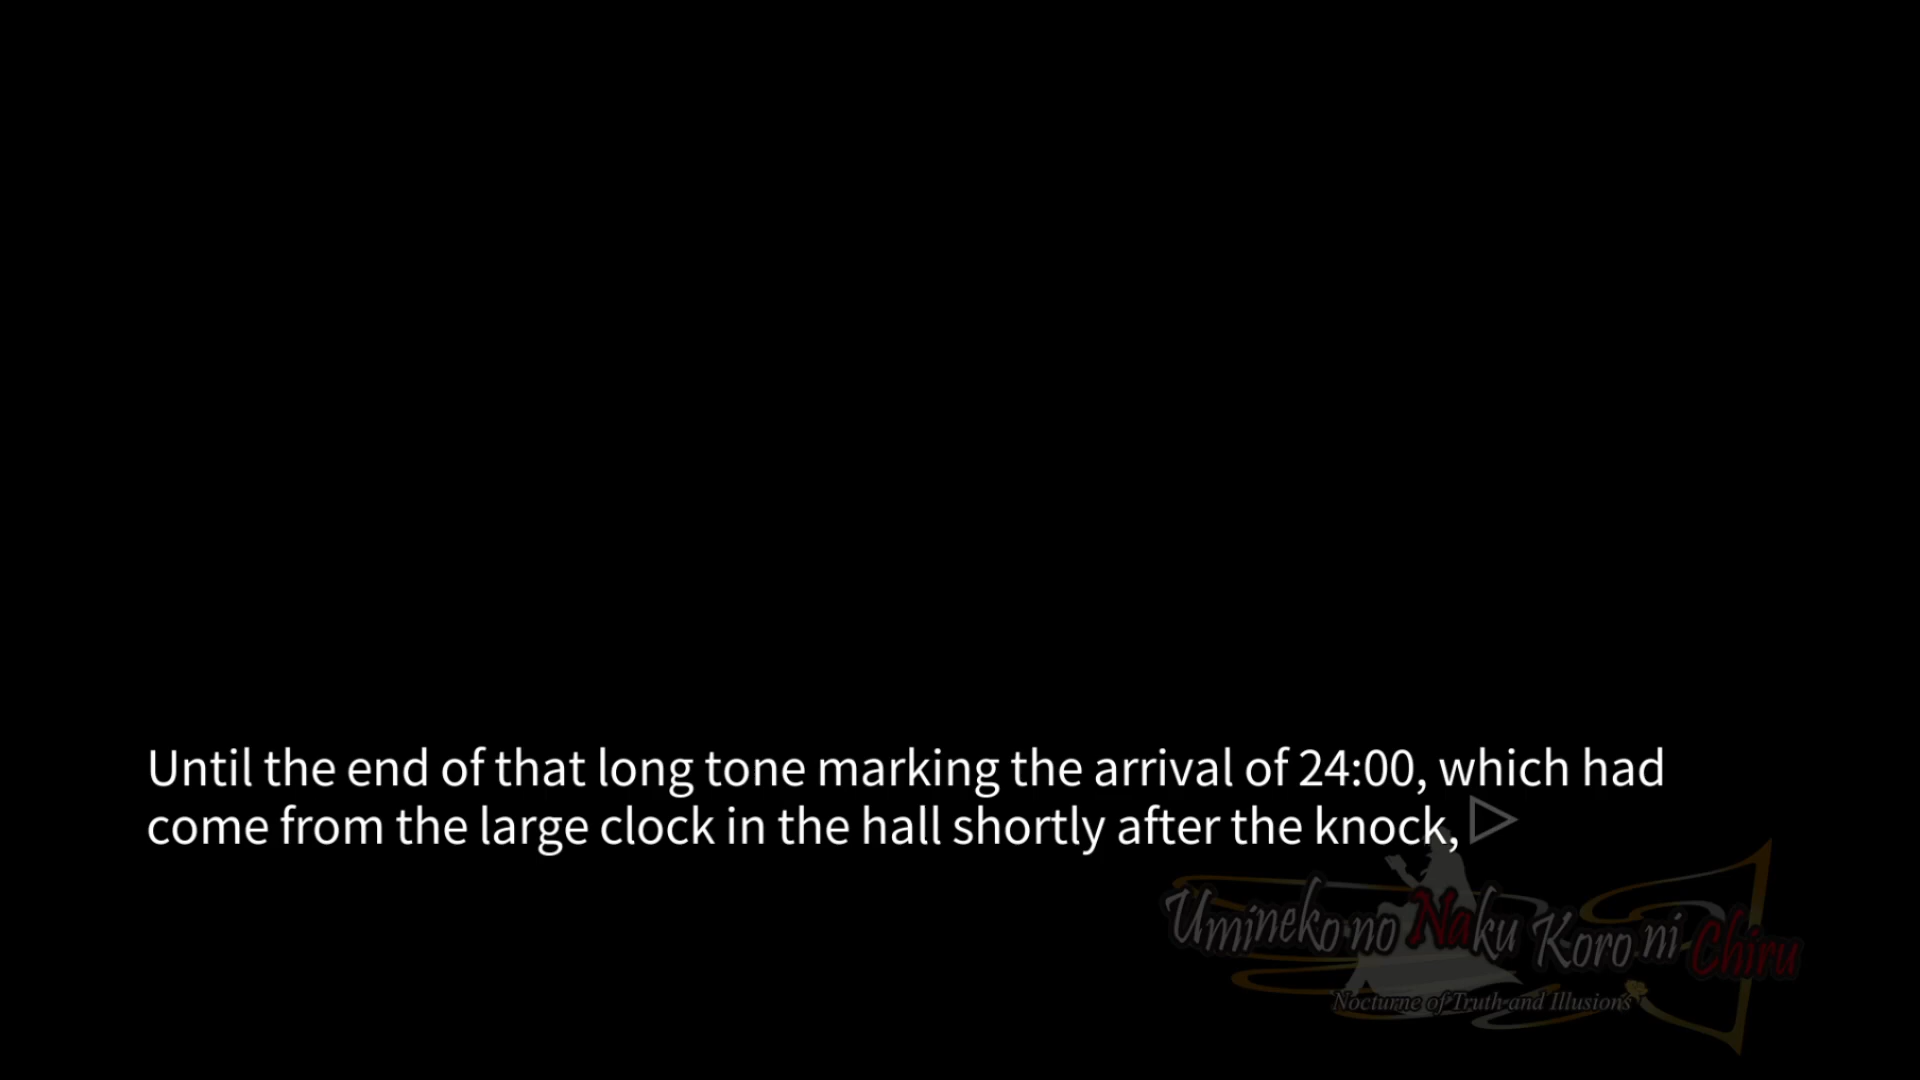 Until the end of that long tone marking the arrival of 24:00, which had
come from the large clock in the hall shortly after the knock,
Umineko no Naku Koro ni Chiru
Nocturne of Truth and Illusions